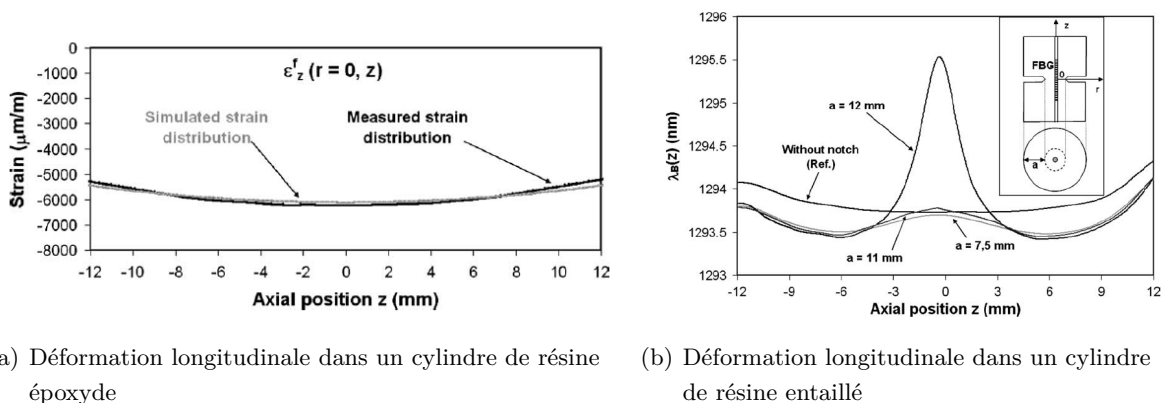 0
-1000
-2000
-3000
-4000
-5000
-6000
-7000
-8000
Strain (µm/m)
ε^f_z (r = 0, z)
Simulated strain
distribution
Measured strain
distribution
-12 -10 -8 -6 -4 -2 0 2 4 6 8 10 12
Axial position z (mm)
a) Déformation longitudinale dans un cylindre de résine
époxyde
1296
1295.5
1295
1294.5
1294
1293.5
1293
λB(z) (nm)
a = 12 mm
Without notch
(Ref.)
a = 11 mm
a = 7,5 mm
z
FBG
0
r
a
-12 -9 -6 -3 0 3 6 9 12
Axial position z (mm)
(b) Déformation longitudinale dans un cylindre
de résine entaillé